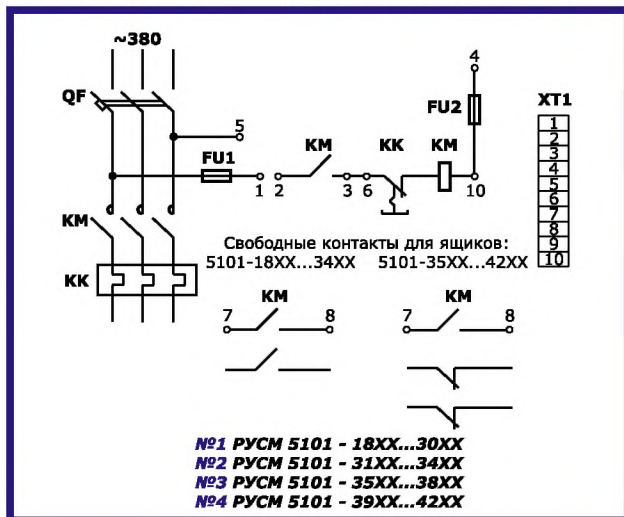 ~380
QF
4
FU2
XT1
5
FU1
KM
KK
KM
1
2
3
6
10
1
2
3
4
5
6
7
8
9
10
KM
KK
Свободные контакты для ящиков:
5101-18XX...34XX 5101-35XX...42XX
KM
KM
7
8
7
8
№1 РУСМ 5101 - 18XX...30XX
№2 РУСМ 5101 - 31XX...34XX
№3 РУСМ 5101 - 35XX...38XX
№4 РУСМ 5101 - 39XX...42XX